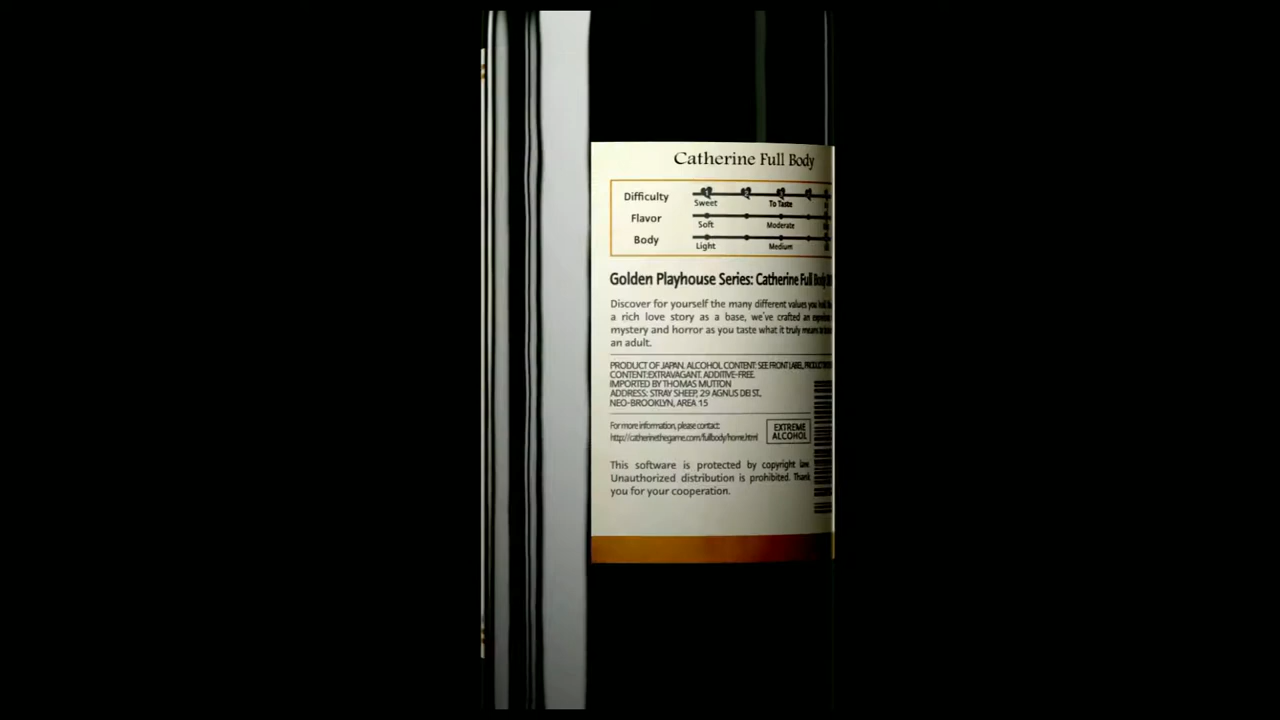 Catherine Full Body
Difficulty
Sweet To Taste
Flavor
Soft Moderate
Body
Light Medium
Golden Playhouse Series: Catherine Full Body
Discover for yourself the many different values you
a rich love story as a base, we've crafted an
mystery and horror as you taste what it truly means
an adult.
PRODUCT OF JAPAN. ALCOHOL CONTENT: SEE FRONT LABEL, PRODUCT
CONTENT:EXTRAVAGANT. ADDITIVE-FREE.
IMPORTED BY THOMAS MUTTON
ADDRESS: STRAY SHEEP, 29 AGNUS DEI ST.,
NEO-BROOKLYN, AREA 15
For more information, please contact:
http://catherinethegame.com/fullbody/home.html
EXTREME
ALCOHOL
This software is protected by copyright law.
Unauthorized distribution is prohibited. Thank
you for your cooperation.